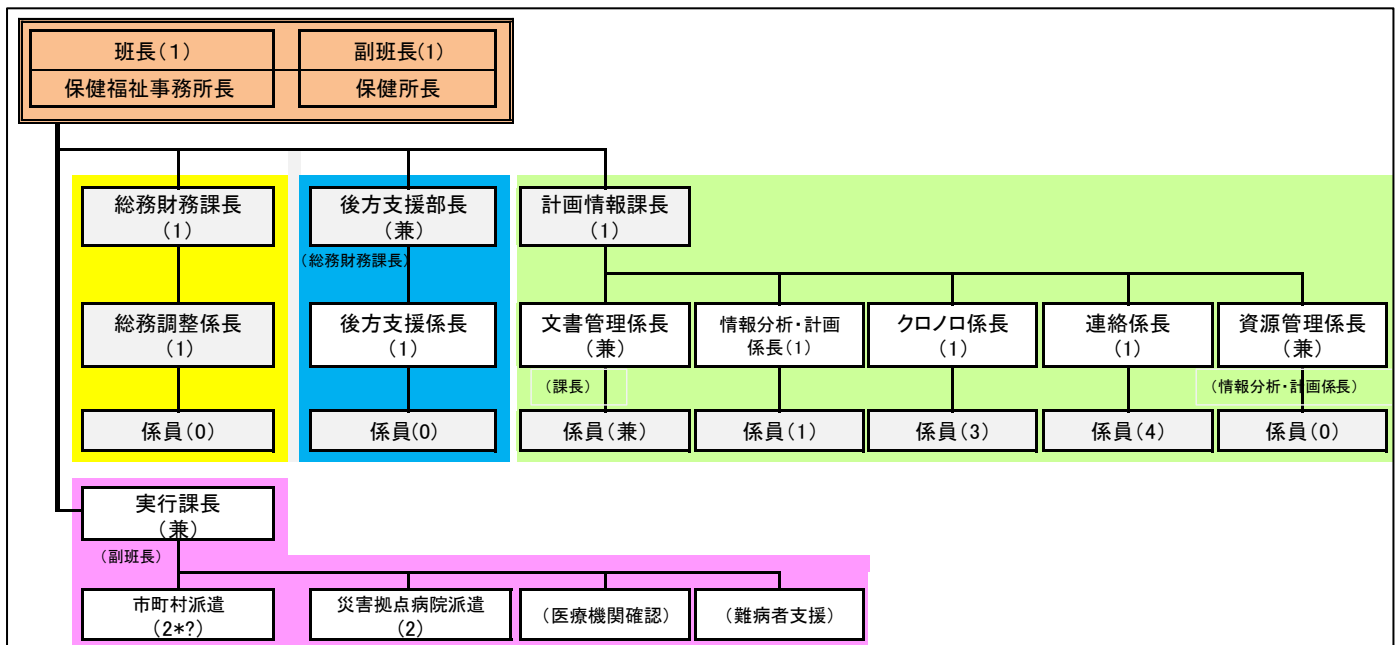 班長(1)
副班長(1)
保健福祉事務所長
保健所長
総務財務課長
(1)
後方支援部長
(兼)
計画情報課長
(1)
(総務財務課長)
総務調整係長
(1)
後方支援係長
(1)
文書管理係長
(兼)
情報分析・計画
係長(1)
クロノロ係長
(1)
連絡係長
(1)
資源管理係長
(兼)
(課長)
(情報分析・計画係長)
係員(0)
係員(0)
係員(兼)
係員(1)
係員(3)
係員(4)
係員(0)
実行課長
(兼)
(副班長)
市町村派遣
(2*?)
災害拠点病院派遣
(2)
(医療機関確認)
(難病者支援)